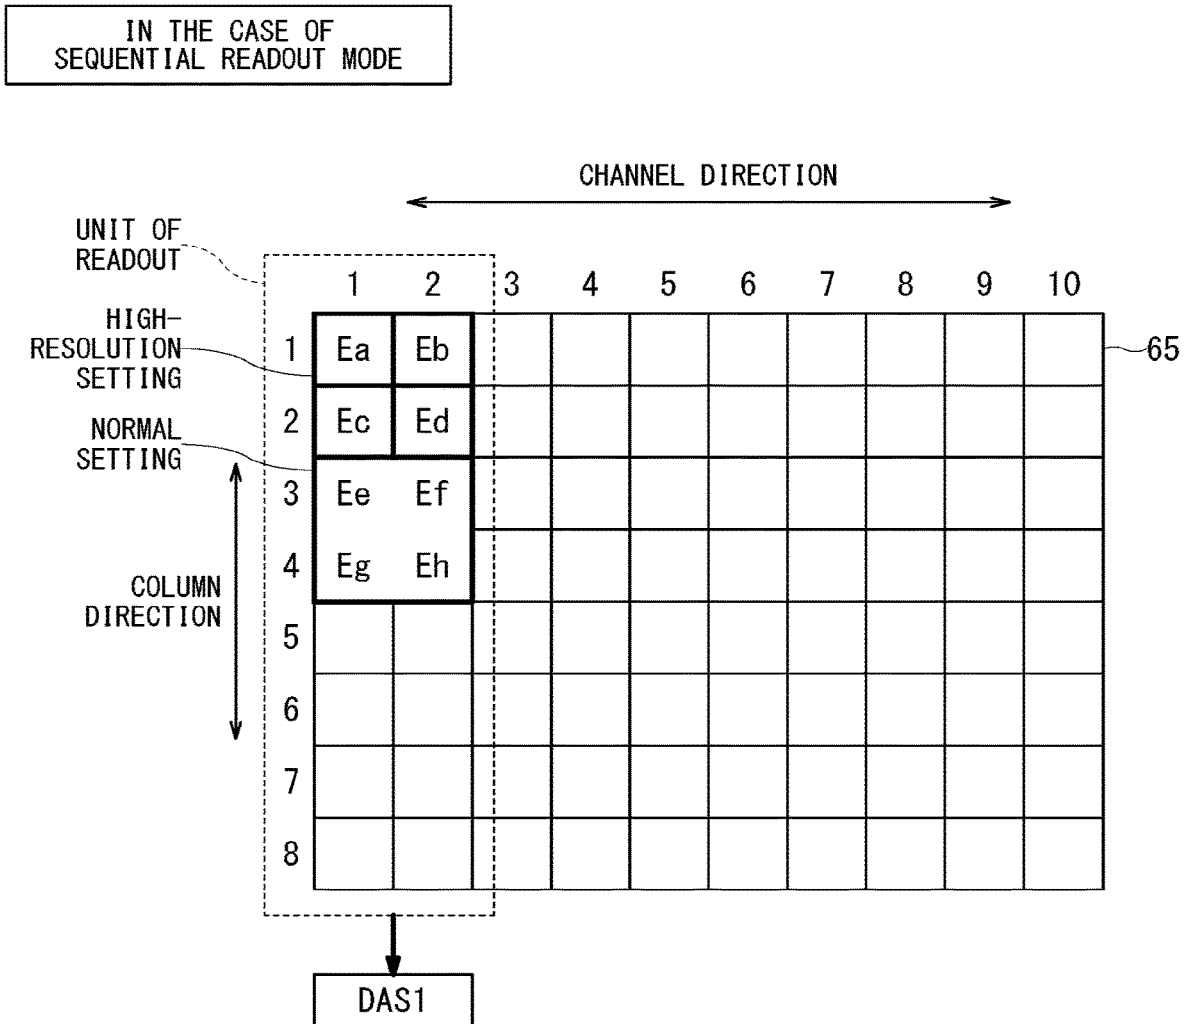 IN THE CASE OF
SEQUENTIAL READOUT MODE
CHANNEL DIRECTION
UNIT OF
READOUT
1 2 3 4 5 6 7 8 9 10
HIGH-
RESOLUTION
SETTING
1 Ea Eb
65
2 Ec Ed
NORMAL
SETTING
3 Ee Ef
4 Eg Eh
COLUMN
DIRECTION
5
6
7
8
DAS1